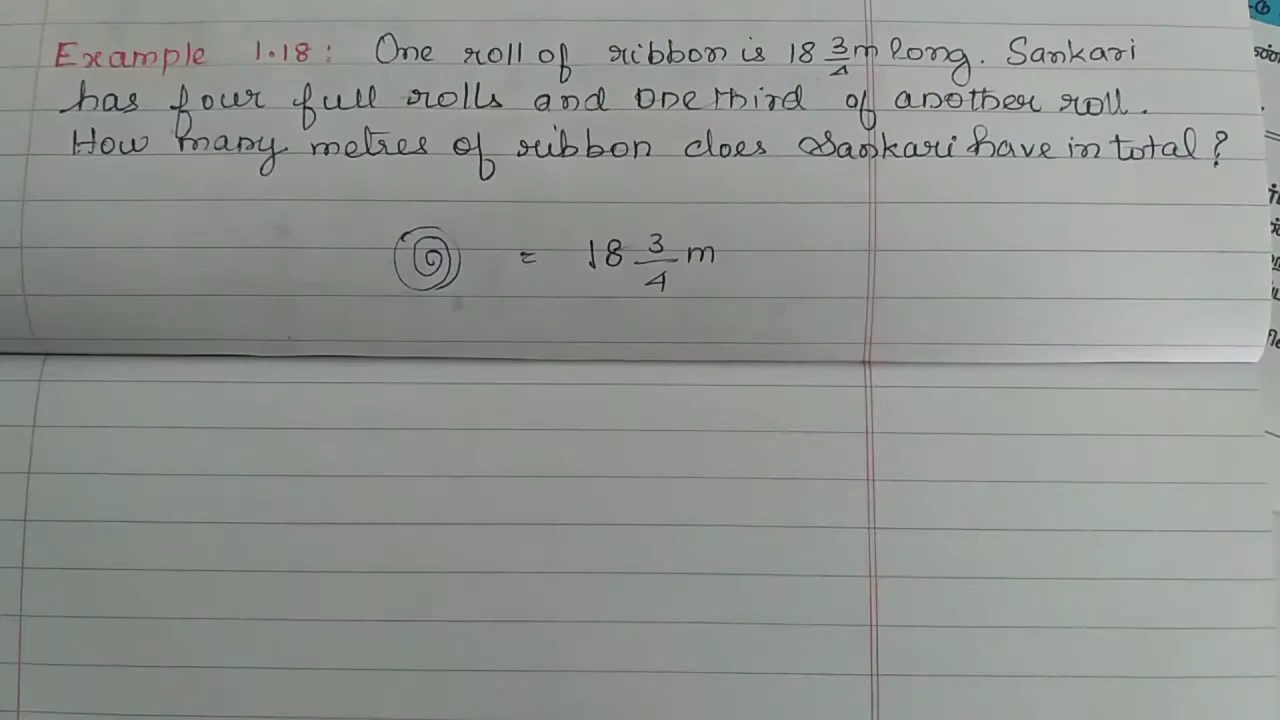 Example 1.18: One roll of ribbon is 18 3/4 m long. Sankari
has four full rolls and one third of another roll.
How many metres of ribbon does Sankari have in total?
= 18 3/4 m